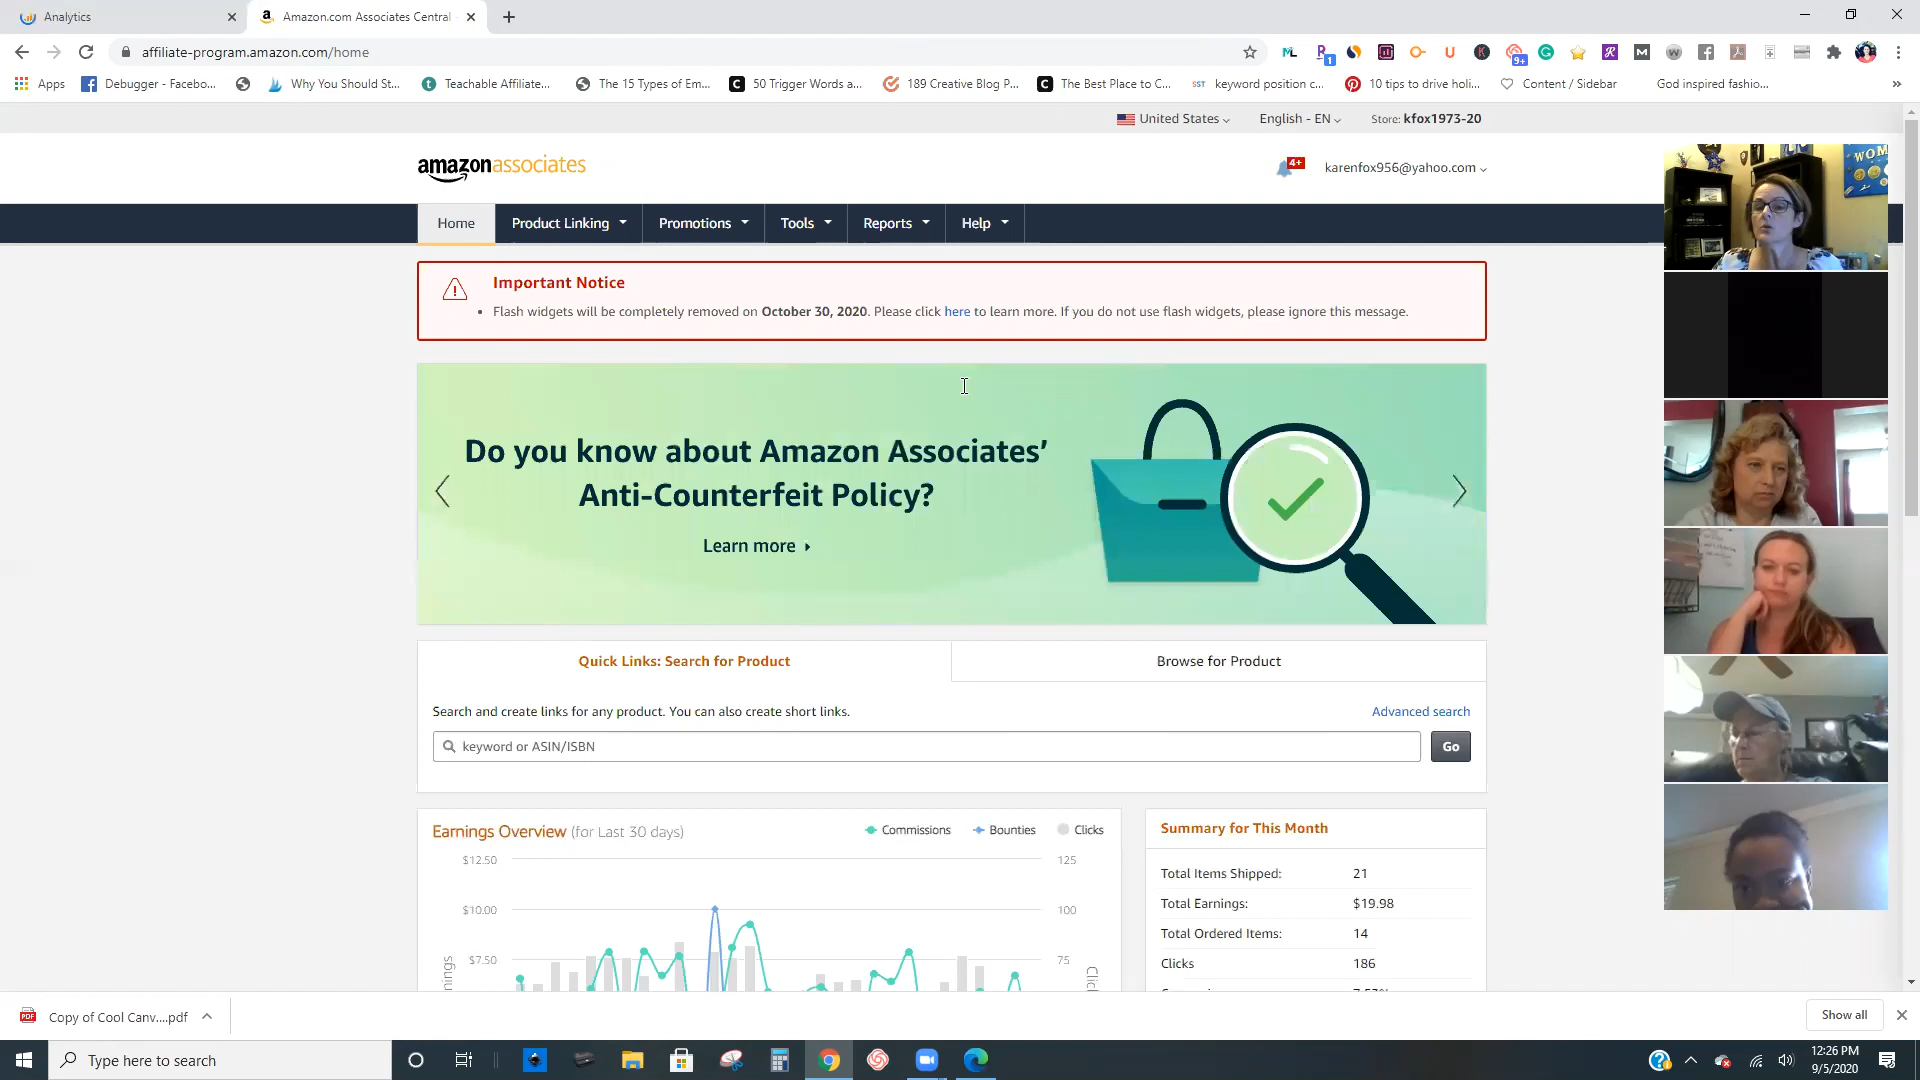 Analytics
Amazon.com Associates Central
affiliate-program.amazon.com/home
1
9+
Apps
Debugger - Facebo...
Why You Should St...
Teachable Affiliate...
The 15 Types of Em...
50 Trigger Words a...
189 Creative Blog P...
The Best Place to C...
keyword position c...
10 tips to drive holi...
Content / Sidebar
God inspired fashio...
United States
English - EN
Store: kfox1973-20
amazonassociates
4+
karenfox956@yahoo.com
Home
Product Linking
Promotions
Tools
Reports
Help
WOM
Important Notice
Flash widgets will be completely removed on October 30, 2020. Please click here to learn more. If you do not use flash widgets, please ignore this message.
Do you know about Amazon Associates’
Anti-Counterfeit Policy?
Learn more
Quick Links: Search for Product
Browse for Product
Search and create links for any product. You can also create short links.
Advanced search
keyword or ASIN/ISBN
Go
Earnings Overview (for Last 30 days)
Commissions
Bounties
Clicks
$12.50
125
$10.00
100
$7.50
75
Summary for This Month
Total Items Shipped: 21
Total Earnings: $19.98
Total Ordered Items: 14
Clicks 186
Copy of Cool Canv....pdf
Show all
Type here to search
12:26 PM
9/5/2020